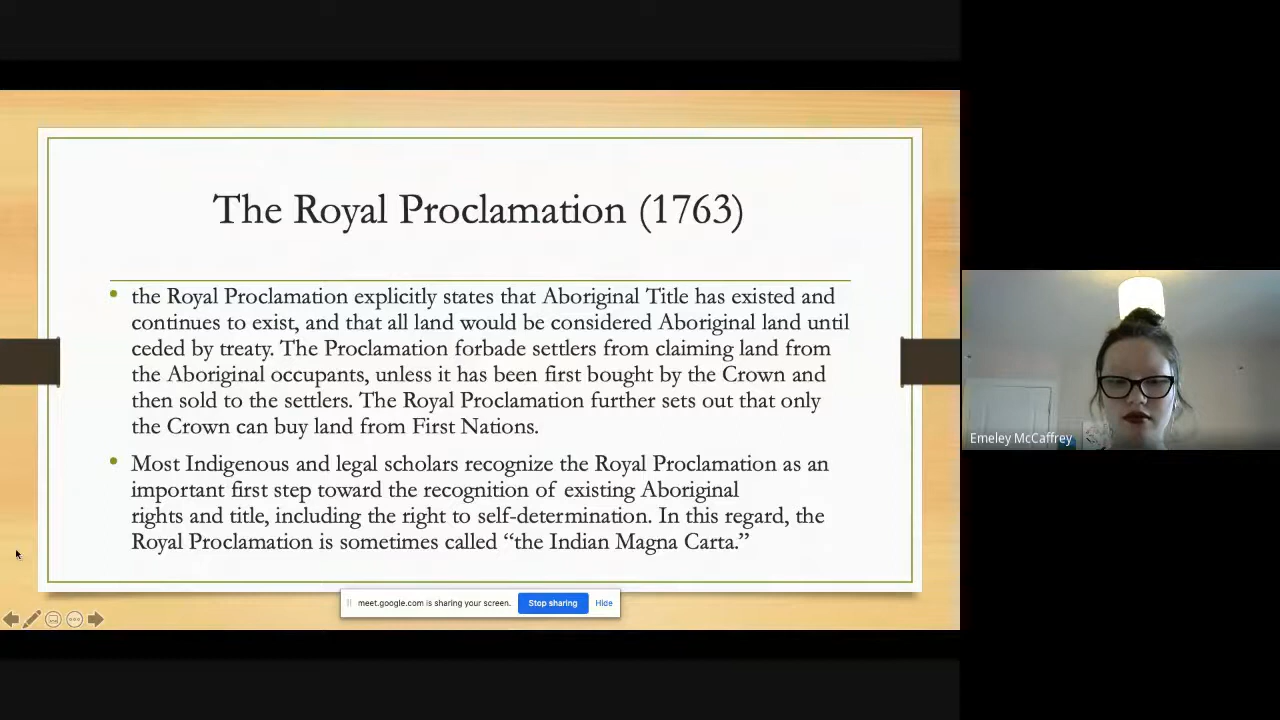 The Royal Proclamation (1763)
the Royal Proclamation explicitly states that Aboriginal Title has existed and
continues to exist, and that all land would be considered Aboriginal land until
ceded by treaty. The Proclamation forbade settlers from claiming land from
the Aboriginal occupants, unless it has been first bought by the Crown and
then sold to the settlers. The Royal Proclamation further sets out that only
the Crown can buy land from First Nations.
Most Indigenous and legal scholars recognize the Royal Proclamation as an
important first step toward the recognition of existing Aboriginal
rights and title, including the right to self-determination. In this regard, the
Royal Proclamation is sometimes called “the Indian Magna Carta.”
meet.google.com is sharing your screen. Stop sharing Hide
Emeley McCaffrey